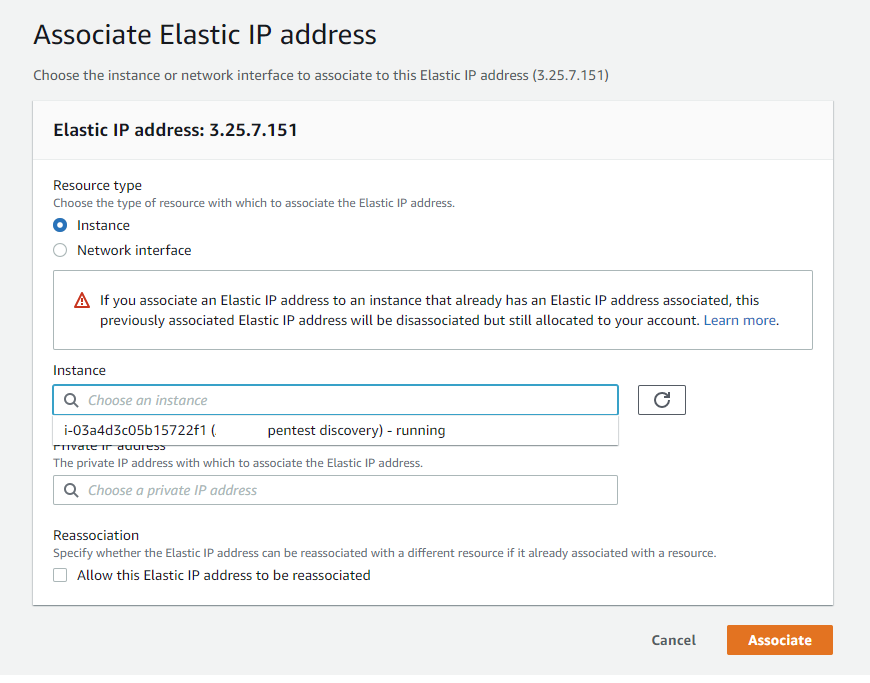 Associate Elastic IP address
Choose the instance or network interface to associate to this Elastic IP address (3.25.7.151)
Elastic IP address: 3.25.7.151
Resource type
Choose the type of resource with which to associate the Elastic IP address.
Instance
Network interface
If you associate an Elastic IP address to an instance that already has an Elastic IP address associated, this
previously associated Elastic IP address will be disassociated but still allocated to your account. Learn more.
Instance
Choose an instance
i-03a4d3c05b15722f1 (. pentest discovery) - running
Private IP address
The private IP address with which to associate the Elastic IP address.
Choose a private IP address
Reassociation
Specify whether the Elastic IP address can be reassociated with a different resource if it already associated with a resource.
Allow this Elastic IP address to be reassociated
Cancel
Associate